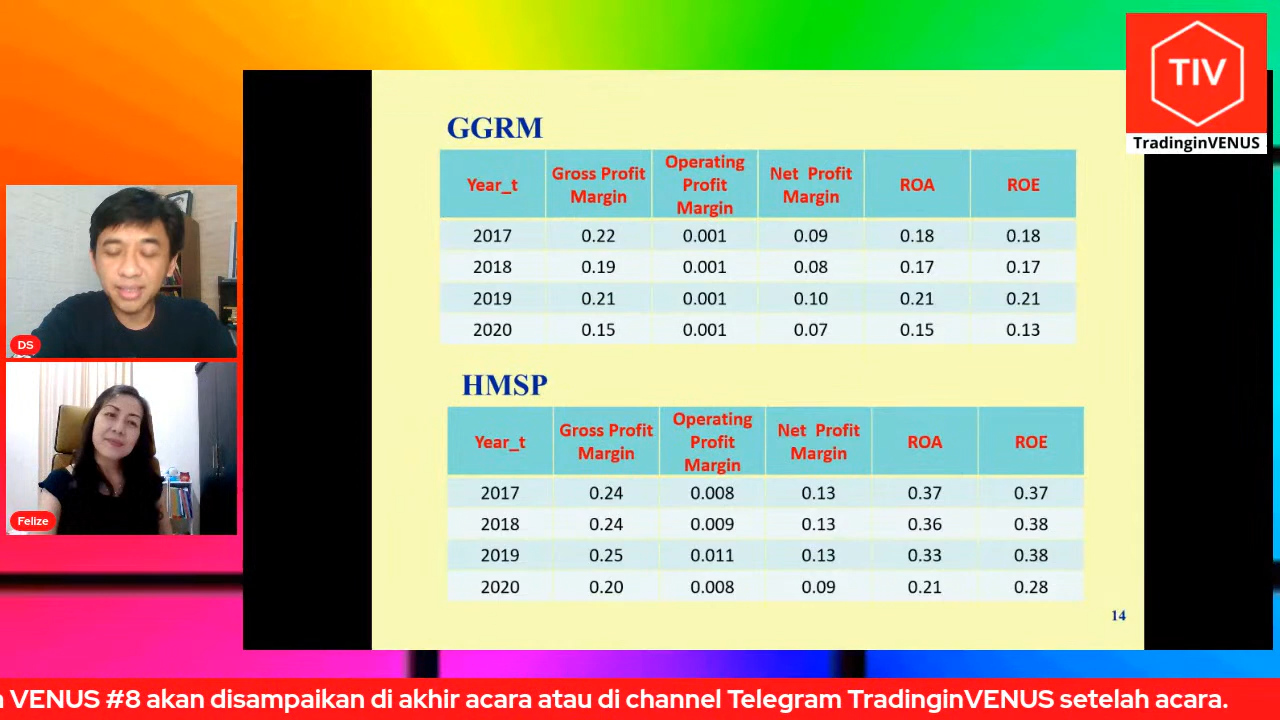 TIV
TradinginVENUS
GGRM
Year_t Gross Profit Margin Operating Profit Margin Net Profit Margin ROA ROE
2017 0.22 0.001 0.09 0.18 0.18
2018 0.19 0.001 0.08 0.17 0.17
2019 0.21 0.001 0.10 0.21 0.21
2020 0.15 0.001 0.07 0.15 0.13
HMSP
Year_t Gross Profit Margin Operating Profit Margin Net Profit Margin ROA ROE
2017 0.24 0.008 0.13 0.37 0.37
2018 0.24 0.009 0.13 0.36 0.38
2019 0.25 0.011 0.13 0.33 0.38
2020 0.20 0.008 0.09 0.21 0.28
14
DS
Felize
VENUS #8 akan disampaikan di akhir acara atau di channel Telegram TradinginVENUS setelah acara.